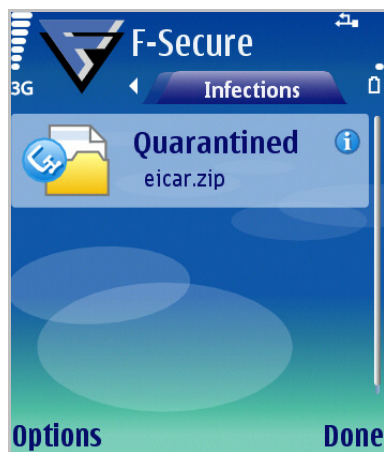 F-Secure
3G
Infections
Quarantined
eicar.zip
Options
Done